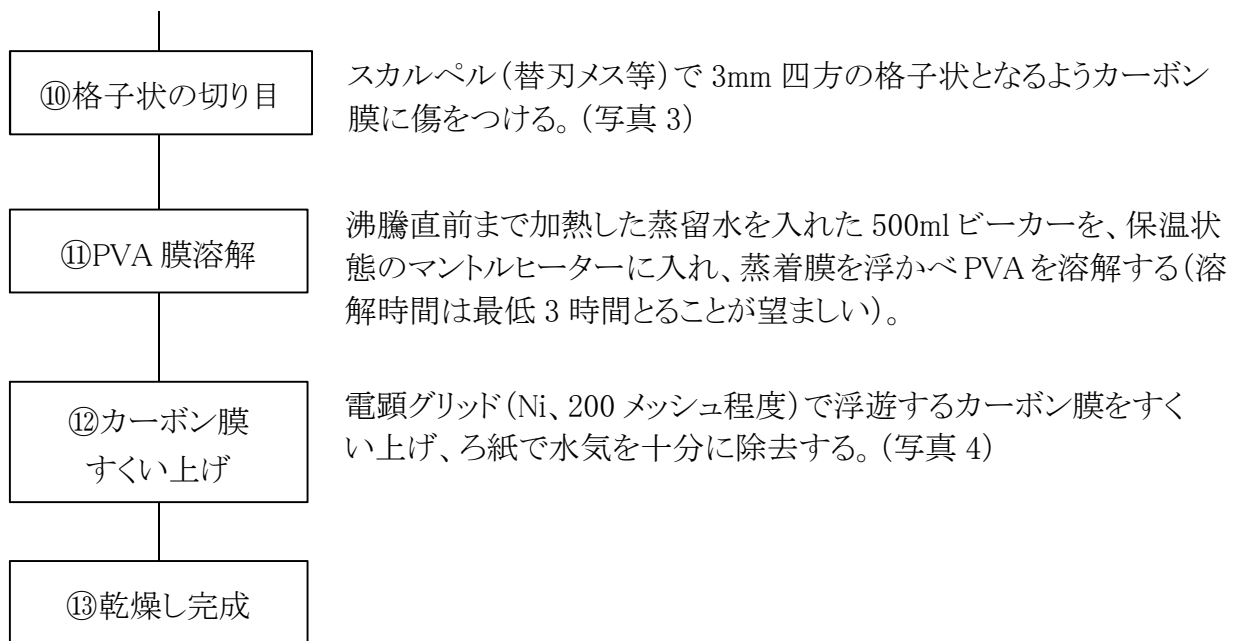 ⑩格子状の切り目
スカルペル(替刃メス等)で 3mm 四方の格子状となるようカーボン
膜に傷をつける。(写真 3)
⑪PVA 膜溶解
沸騰直前まで加熱した蒸留水を入れた 500ml ビーカーを、保温状
態のマントルヒーターに入れ、蒸着膜を浮かべ PVA を溶解する(溶
解時間は最低 3 時間とることが望ましい)。
⑫カーボン膜
すくい上げ
電顕グリッド(Ni、200 メッシュ程度)で浮遊するカーボン膜をすく
い上げ、ろ紙で水気を十分に除去する。(写真 4)
⑬乾燥し完成